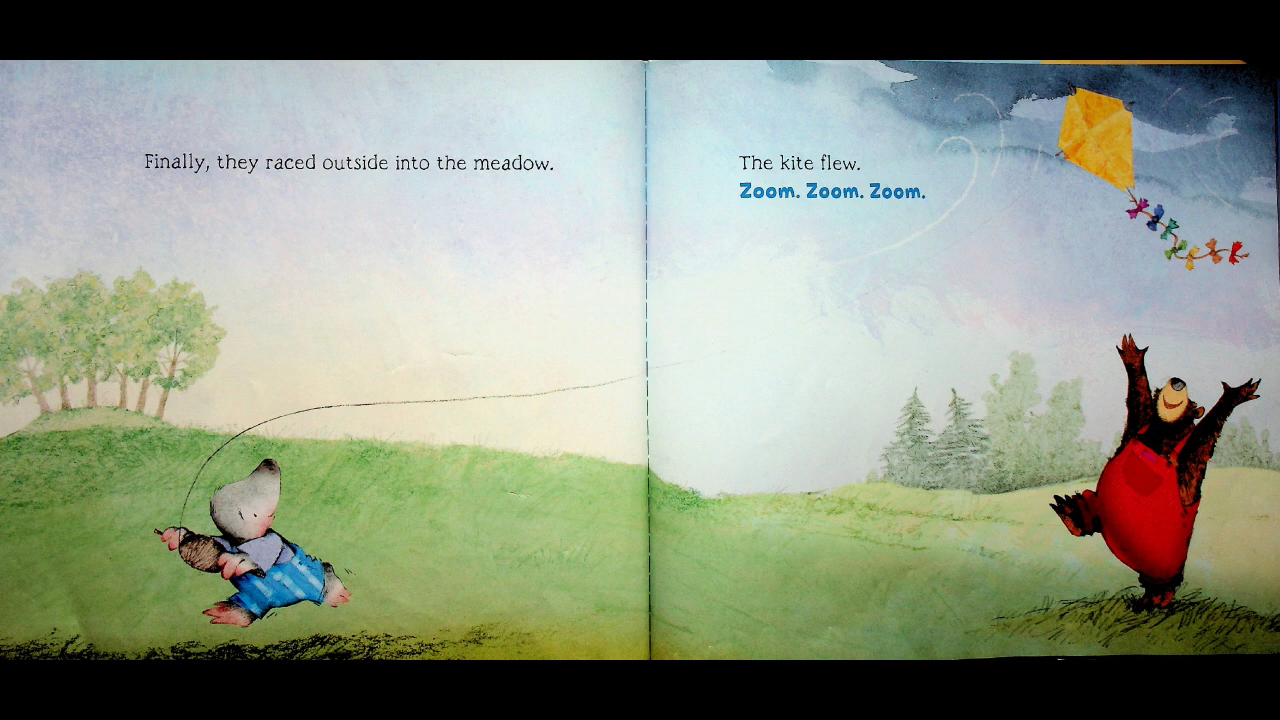 Finally, they raced outside into the meadow.
The kite flew.
Zoom. Zoom. Zoom.